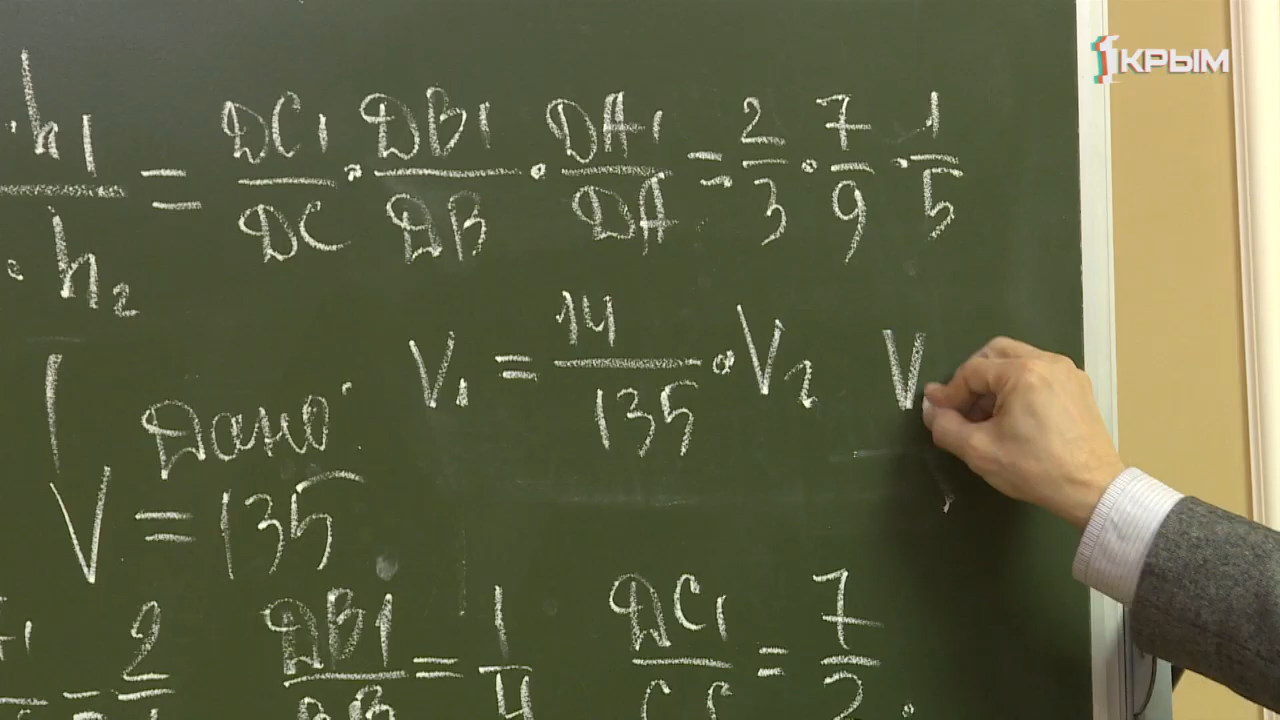 1КРЫМ
·h1 / ·h2 = DC1/DC · DB1/DB · DA1/DA = 2/3 · 7/9 · 1/5
V1 = 14/135 · V2 V
Дано:
V = 135
= 2/ DB1/DB = 1/4 DC1/ = 7/2